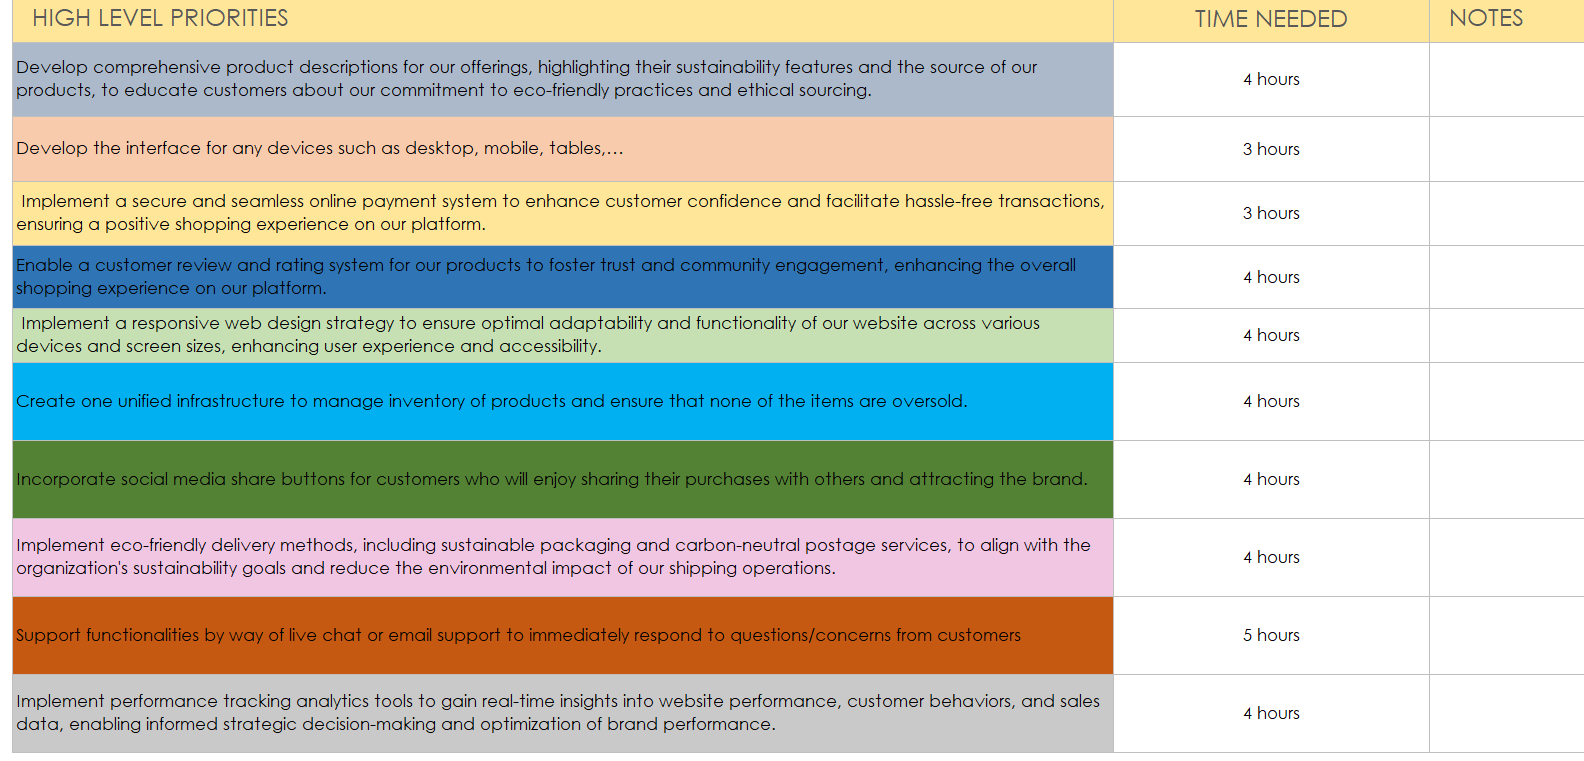 HIGH LEVEL PRIORITIES TIME NEEDED NOTES
Develop comprehensive product descriptions for our offerings, highlighting their sustainability features and the source of our
products, to educate customers about our commitment to eco-friendly practices and ethical sourcing.
4 hours
Develop the interface for any devices such as desktop, mobile, tables,...
3 hours
Implement a secure and seamless online payment system to enhance customer confidence and facilitate hassle-free transactions,
ensuring a positive shopping experience on our platform.
3 hours
Enable a customer review and rating system for our products to foster trust and community engagement, enhancing the overall
shopping experience on our platform.
4 hours
Implement a responsive web design strategy to ensure optimal adaptability and functionality of our website across various
devices and screen sizes, enhancing user experience and accessibility.
4 hours
Create one unified infrastructure to manage inventory of products and ensure that none of the items are oversold.
4 hours
Incorporate social media share buttons for customers who will enjoy sharing their purchases with others and attracting the brand.
4 hours
Implement eco-friendly delivery methods, including sustainable packaging and carbon-neutral postage services, to align with the
organization's sustainability goals and reduce the environmental impact of our shipping operations.
4 hours
Support functionalities by way of live chat or email support to immediately respond to questions/concerns from customers
5 hours
Implement performance tracking analytics tools to gain real-time insights into website performance, customer behaviors, and sales
data, enabling informed strategic decision-making and optimization of brand performance.
4 hours